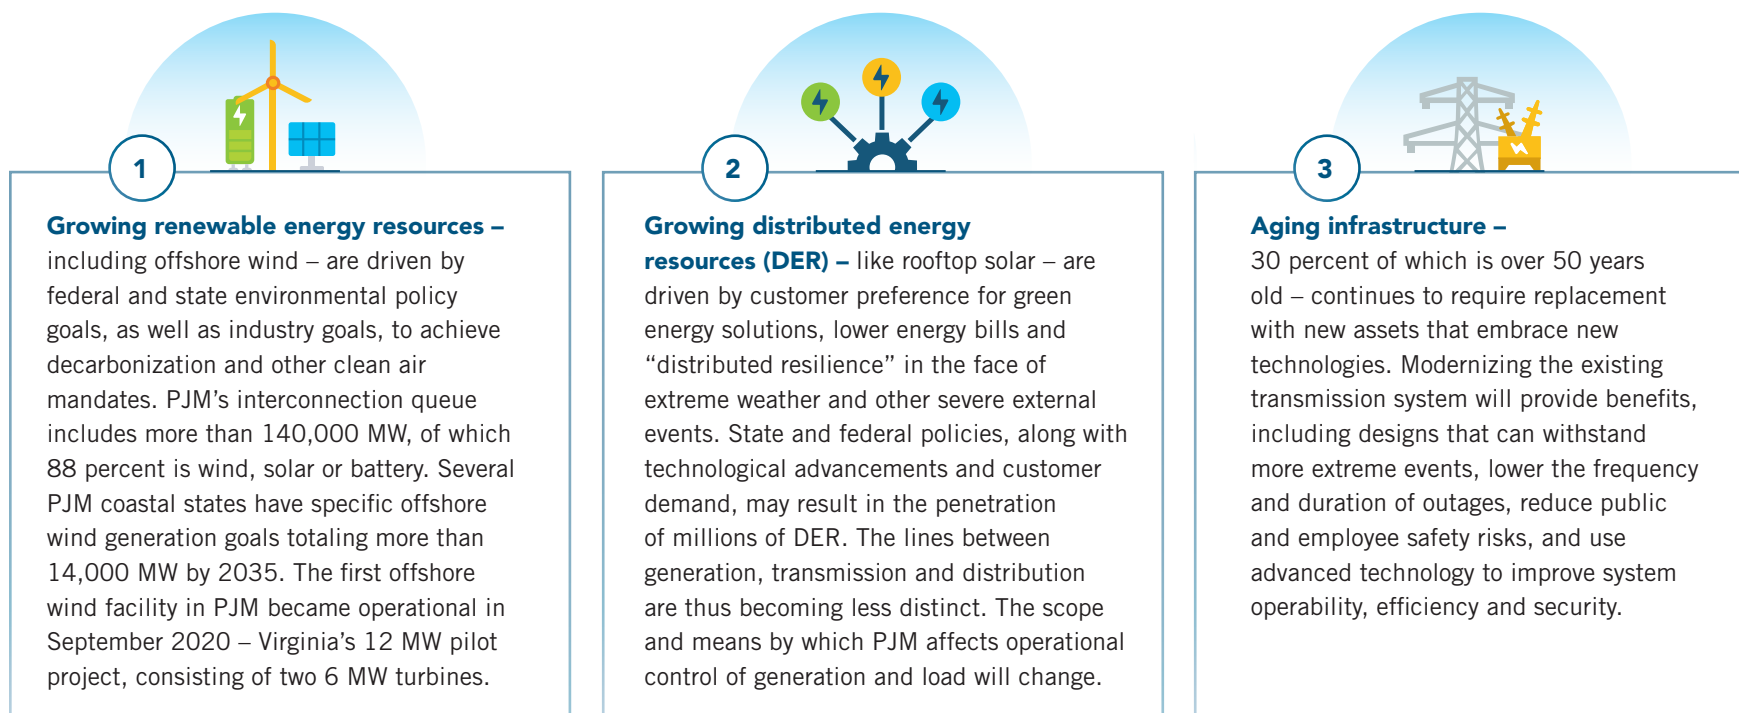 1
Growing renewable energy resources –
including offshore wind – are driven by
federal and state environmental policy
goals, as well as industry goals, to achieve
decarbonization and other clean air
mandates. PJM’s interconnection queue
includes more than 140,000 MW, of which
88 percent is wind, solar or battery. Several
PJM coastal states have specific offshore
wind generation goals totaling more than
14,000 MW by 2035. The first offshore
wind facility in PJM became operational in
September 2020 – Virginia’s 12 MW pilot
project, consisting of two 6 MW turbines.
2
Growing distributed energy
resources (DER) – like rooftop solar – are
driven by customer preference for green
energy solutions, lower energy bills and
“distributed resilience” in the face of
extreme weather and other severe external
events. State and federal policies, along with
technological advancements and customer
demand, may result in the penetration
of millions of DER. The lines between
generation, transmission and distribution
are thus becoming less distinct. The scope
and means by which PJM affects operational
control of generation and load will change.
3
Aging infrastructure –
30 percent of which is over 50 years
old – continues to require replacement
with new assets that embrace new
technologies. Modernizing the existing
transmission system will provide benefits,
including designs that can withstand
more extreme events, lower the frequency
and duration of outages, reduce public
and employee safety risks, and use
advanced technology to improve system
operability, efficiency and security.